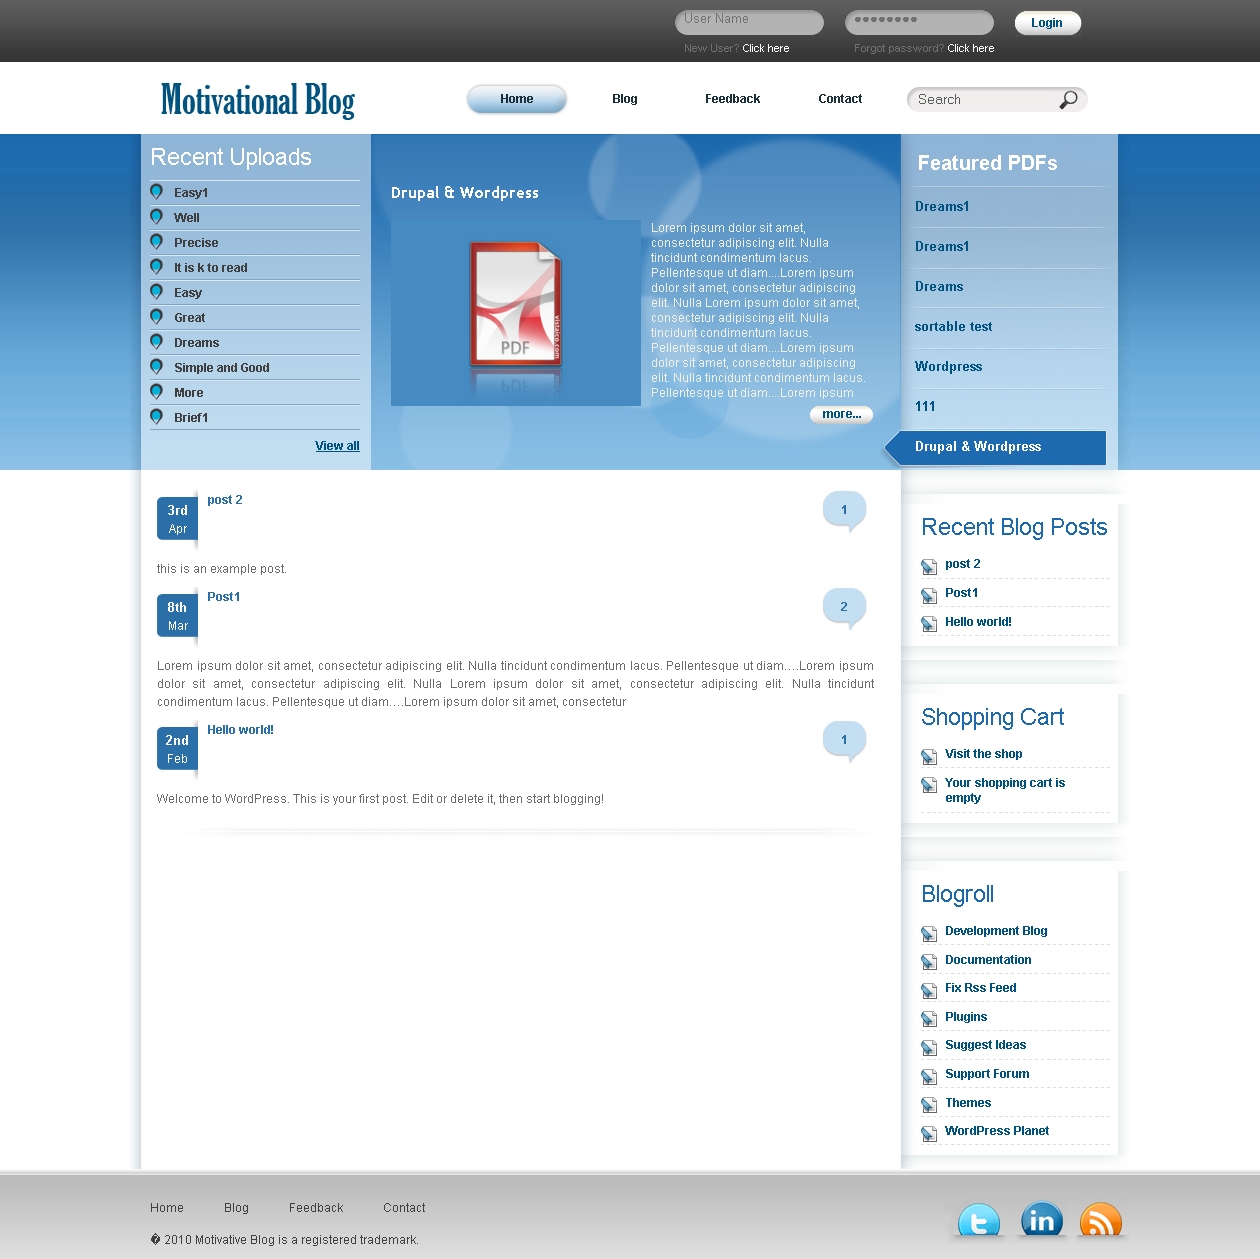 User Name
••••••••
Login
New User? Click here
Forgot password? Click here
Motivational Blog
Home
Blog
Feedback
Contact
Search
Recent Uploads
Easy1
Well
Precise
It is k to read
Easy
Great
Dreams
Simple and Good
More
Brief1
View all
Drupal & Wordpress
PDF
Vistaico.com
Lorem ipsum dolor sit amet,
consectetur adipiscing elit. Nulla
tincidunt condimentum lacus.
Pellentesque ut diam....Lorem ipsum
dolor sit amet, consectetur adipiscing
elit. Nulla Lorem ipsum dolor sit amet,
consectetur adipiscing elit. Nulla
tincidunt condimentum lacus.
Pellentesque ut diam....Lorem ipsum
dolor sit amet, consectetur adipiscing
elit. Nulla tincidunt condimentum lacus.
Pellentesque ut diam....Lorem ipsum
more...
Featured PDFs
Dreams1
Dreams1
Dreams
sortable test
Wordpress
111
Drupal & Wordpress
3rd
Apr
post 2
1
this is an example post.
8th
Mar
Post1
2
Lorem ipsum dolor sit amet, consectetur adipiscing elit. Nulla tincidunt condimentum lacus. Pellentesque ut diam….Lorem ipsum
dolor sit amet, consectetur adipiscing elit. Nulla Lorem ipsum dolor sit amet, consectetur adipiscing elit. Nulla tincidunt
condimentum lacus. Pellentesque ut diam….Lorem ipsum dolor sit amet, consectetur
2nd
Feb
Hello world!
1
Welcome to WordPress. This is your first post. Edit or delete it, then start blogging!
Recent Blog Posts
post 2
Post1
Hello world!
Shopping Cart
Visit the shop
Your shopping cart is
empty
Blogroll
Development Blog
Documentation
Fix Rss Feed
Plugins
Suggest Ideas
Support Forum
Themes
WordPress Planet
Home
Blog
Feedback
Contact
� 2010 Motivative Blog is a registered trademark.
t
in